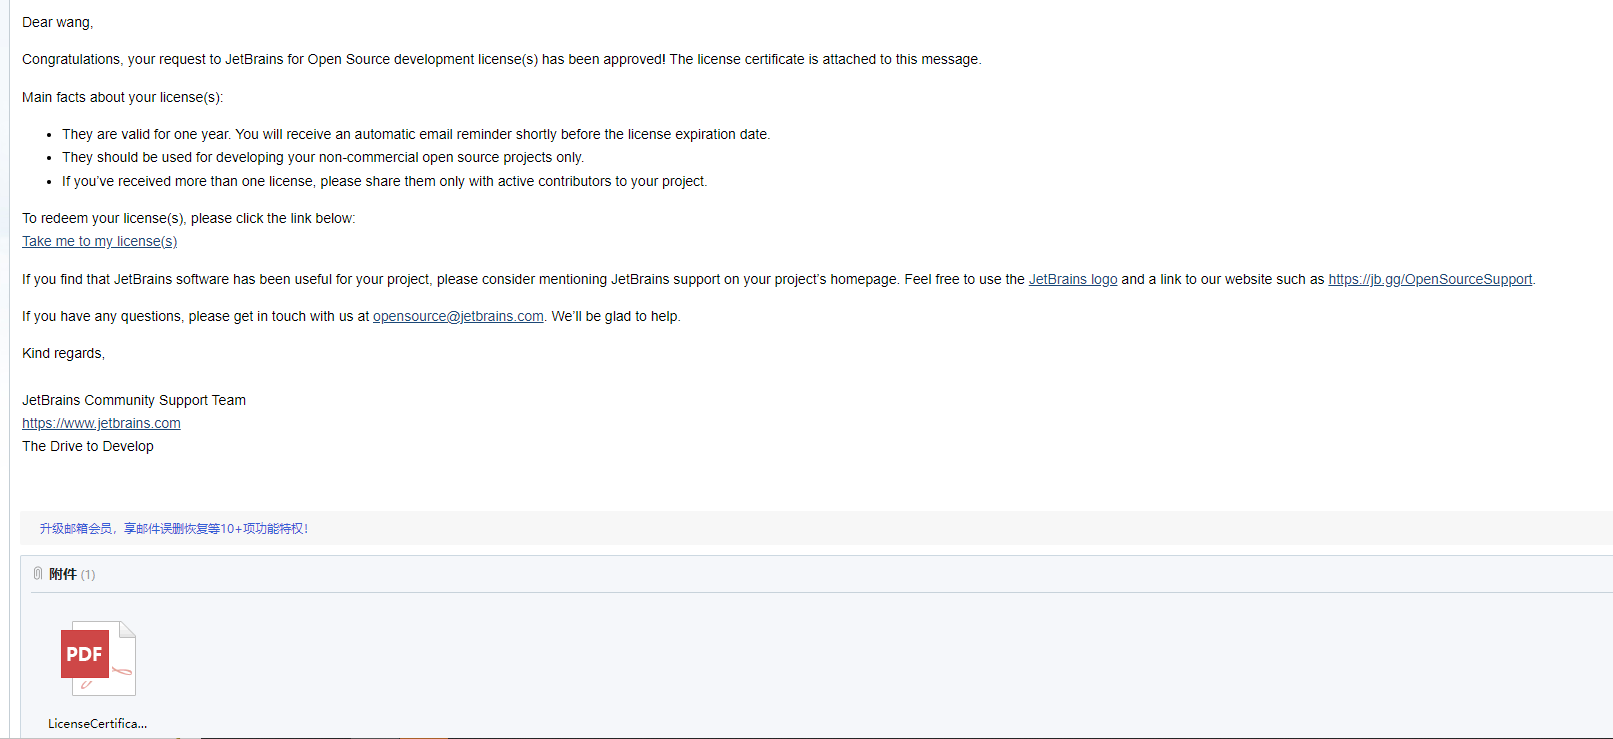 Dear wang,
Congratulations, your request to JetBrains for Open Source development license(s) has been approved! The license certificate is attached to this message.
Main facts about your license(s):
• They are valid for one year. You will receive an automatic email reminder shortly before the license expiration date.
• They should be used for developing your non-commercial open source projects only.
• If you’ve received more than one license, please share them only with active contributors to your project.
To redeem your license(s), please click the link below:
Take me to my license(s)
If you find that JetBrains software has been useful for your project, please consider mentioning JetBrains support on your project’s homepage. Feel free to use the JetBrains logo and a link to our website such as https://jb.gg/OpenSourceSupport.
If you have any questions, please get in touch with us at opensource@jetbrains.com. We’ll be glad to help.
Kind regards,
JetBrains Community Support Team
https://www.jetbrains.com
The Drive to Develop
升级邮箱会员，享邮件误删恢复等10+项功能特权！
附件 (1)
PDF
LicenseCertifica...